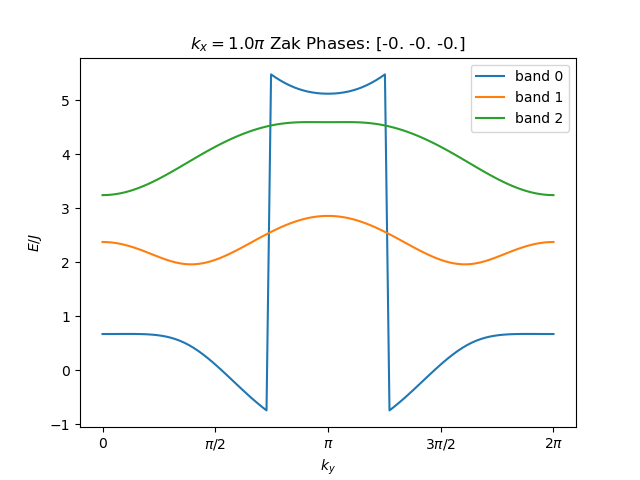 $k_x = 1.0\pi$ Zak Phases: [-0. -0. -0.]
E/J
5
4
3
2
1
0
−1
0
π/2
π
3π/2
2π
$k_y$
band 0
band 1
band 2